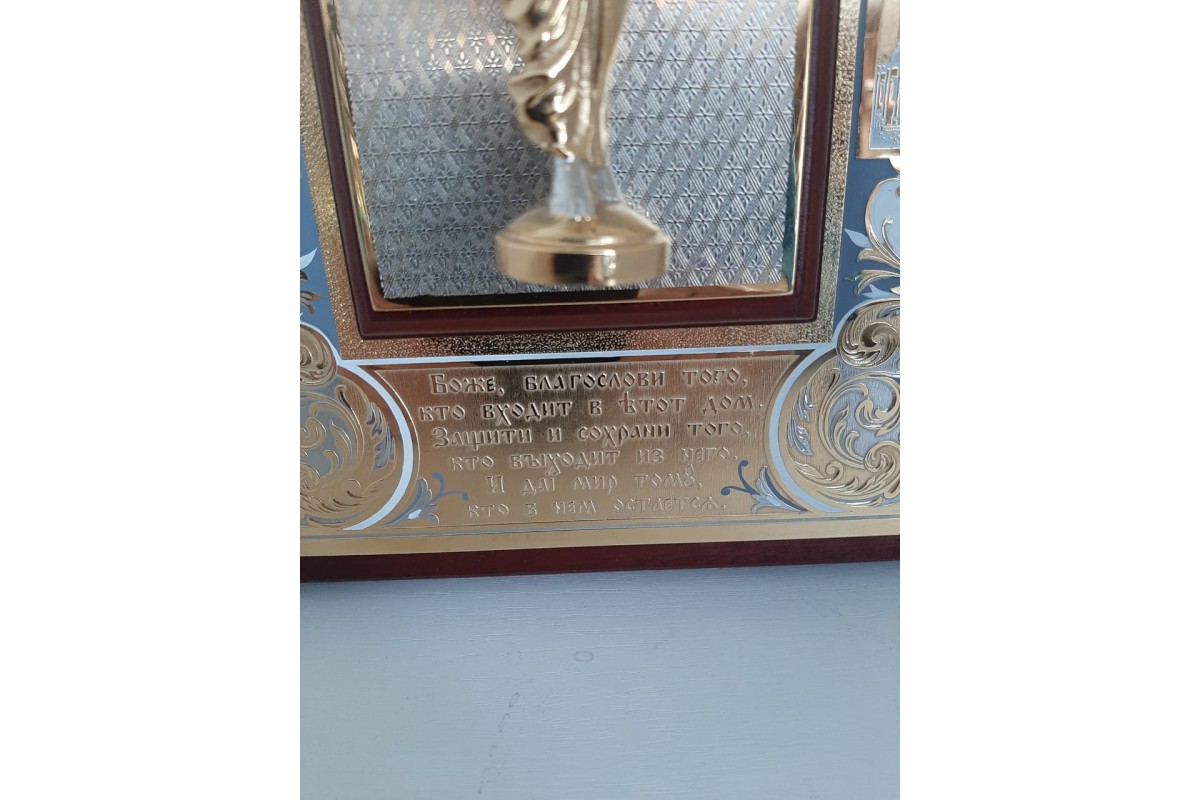 Боже, благослови того,
кто входит в ѣтот дом.
Защити и сохрани того,
кто выходит из него.
И дай мир тому,
кто в нем остается.